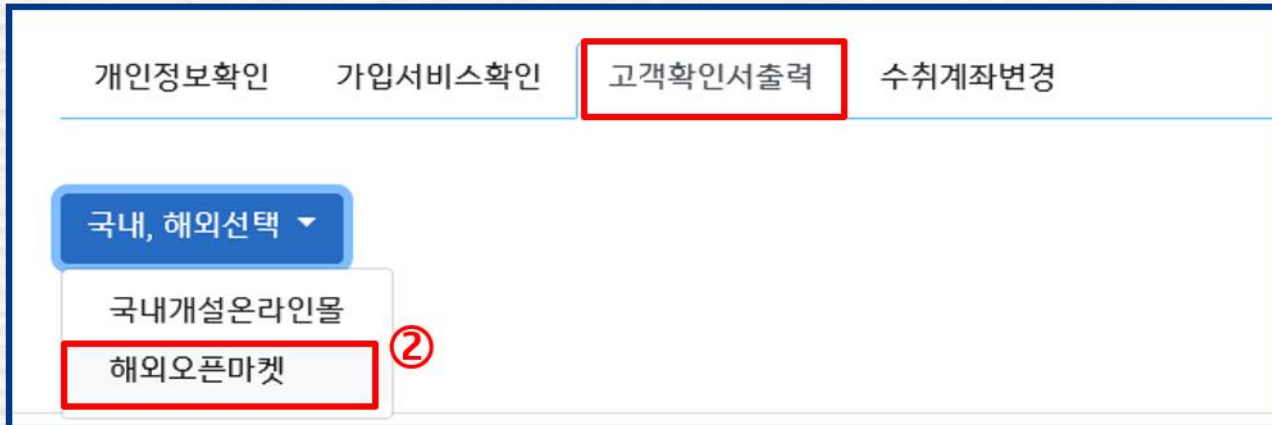 개인정보확인 가입서비스확인 고객확인서출력 수취계좌변경
국내, 해외선택
국내개설온라인몰
해외오픈마켓
②